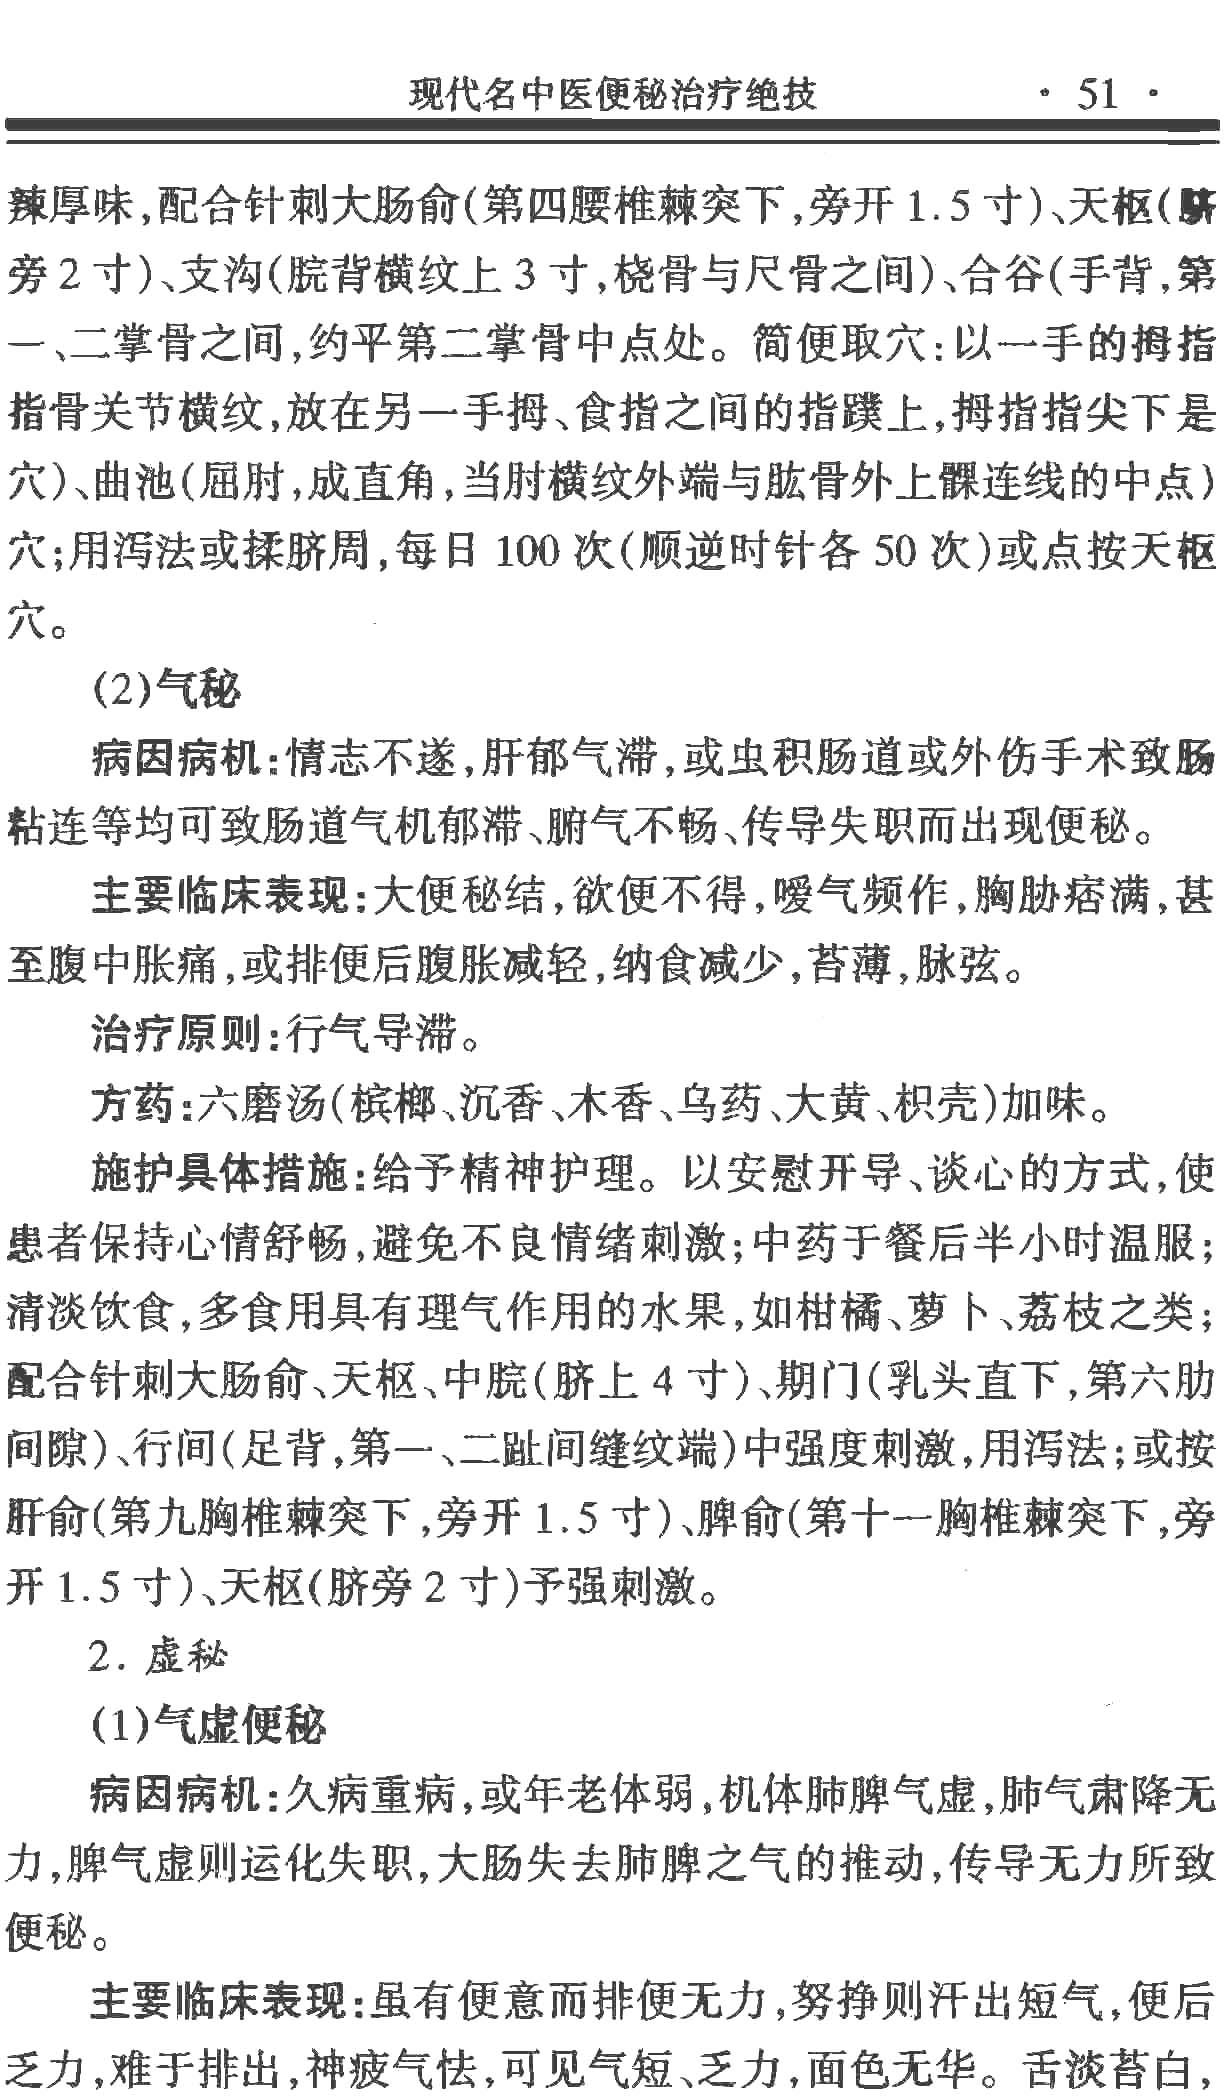 现代名中医便秘治疗绝技 · 51 ·
辣厚味,配合针刺大肠俞(第四腰椎棘突下,旁开1.5寸)、天枢(脐
旁2寸)、支沟(脘背横纹上3寸,桡骨与尺骨之间)、合谷(手背,第
一、二掌骨之间,约平第二掌骨中点处。简便取穴:以一手的拇指
指骨关节横纹,放在另一手拇、食指之间的指蹼上,拇指指尖下是
穴)、曲池(屈肘,成直角,当肘横纹外端与肱骨外上髁连线的中点)
穴;用泻法或揉脐周,每日100次(顺逆时针各50次)或点按天枢
穴。
(2)气秘
病因病机:情志不遂,肝郁气滞,或虫积肠道或外伤手术致肠
粘连等均可致肠道气机郁滞、腑气不畅、传导失职而出现便秘。
主要临床表现:大便秘结,欲便不得,嗳气频作,胸胁痞满,甚
至腹中胀痛,或排便后腹胀减轻,纳食减少,苔薄,脉弦。
治疗原则:行气导滞。
方药:六磨汤(槟榔、沉香、木香、乌药、大黄、枳壳)加味。
施护具体措施:给予精神护理。以安慰开导、谈心的方式,使
患者保持心情舒畅,避免不良情绪刺激;中药于餐后半小时温服;
清淡饮食,多食用具有理气作用的水果,如柑橘、萝卜、荔枝之类;
配合针刺大肠俞、天枢、中脘(脐上4寸)、期门(乳头直下,第六肋
间隙)、行间(足背,第一、二趾间缝纹端)中强度刺激,用泻法;或按
肝俞(第九胸椎棘突下,旁开1.5寸)、脾俞(第十一胸椎棘突下,旁
开1.5寸)、天枢(脐旁2寸)予强刺激。
2. 虚秘
(1)气虚便秘
病因病机:久病重病,或年老体弱,机体肺脾气虚,肺气肃降无
力,脾气虚则运化失职,大肠失去肺脾之气的推动,传导无力所致
便秘。
主要临床表现:虽有便意而排便无力,努挣则汗出短气,便后
乏力,难于排出,神疲气怯,可见气短、乏力,面色无华。舌淡苔白,